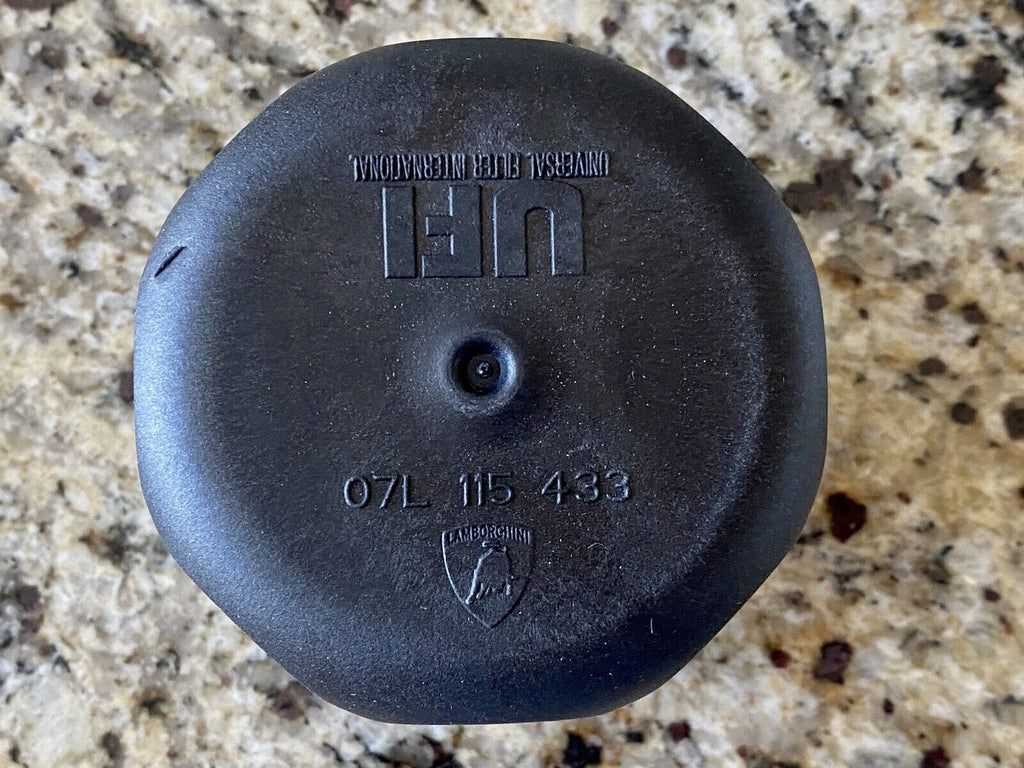 UFI
UNIVERSAL FILTER INTERNATIONAL
07L 115 433
LAMBORGHINI